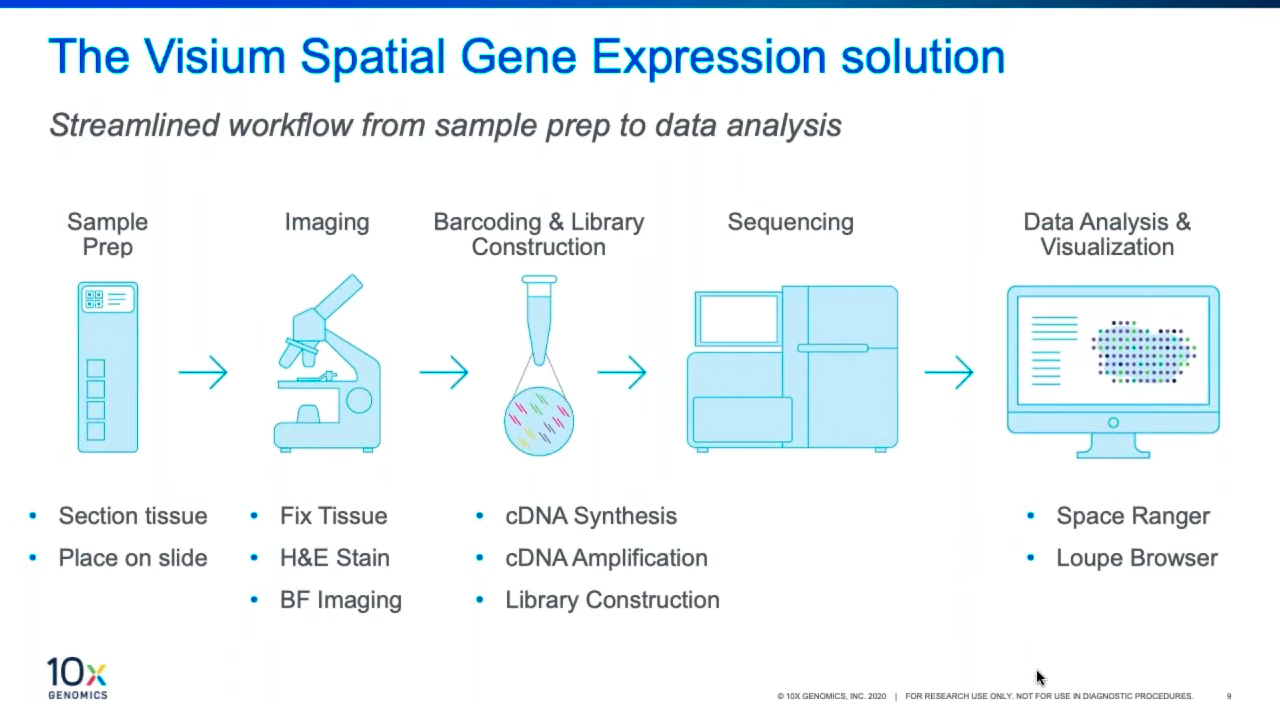 The Visium Spatial Gene Expression solution
Streamlined workflow from sample prep to data analysis
Sample
Prep
Imaging
Barcoding & Library
Construction
Sequencing
Data Analysis &
Visualization
• Section tissue
• Place on slide
• Fix Tissue
• H&E Stain
• BF Imaging
• cDNA Synthesis
• cDNA Amplification
• Library Construction
• Space Ranger
• Loupe Browser
10x
GENOMICS
© 10X GENOMICS, INC. 2020 | FOR RESEARCH USE ONLY. NOT FOR USE IN DIAGNOSTIC PROCEDURES. 9